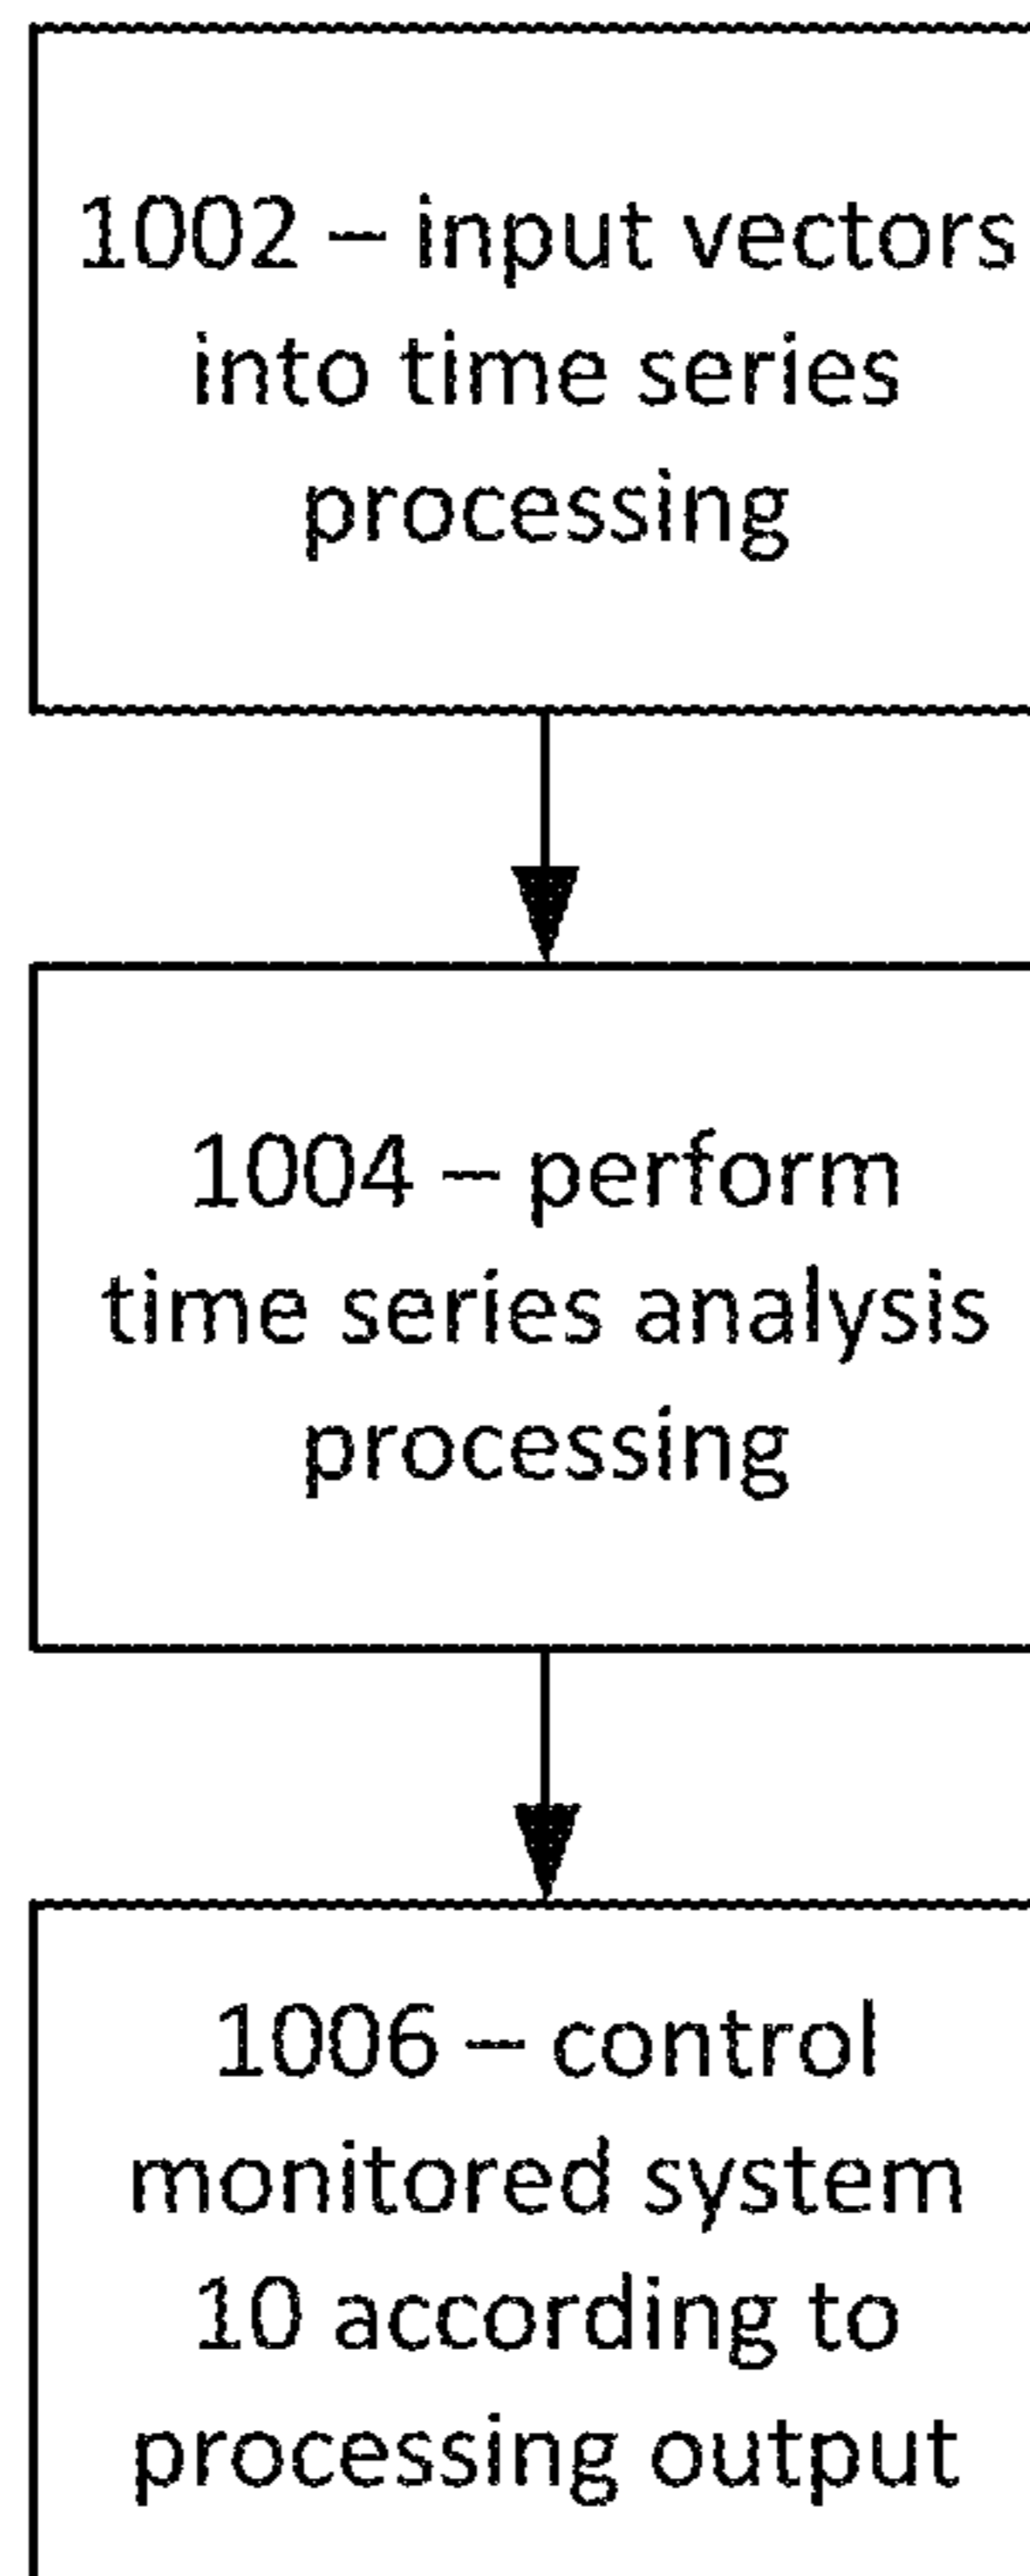 1002 – input vectors
into time series
processing
1004 – perform
time series analysis
processing
1006 – control
monitored system
10 according to
processing output